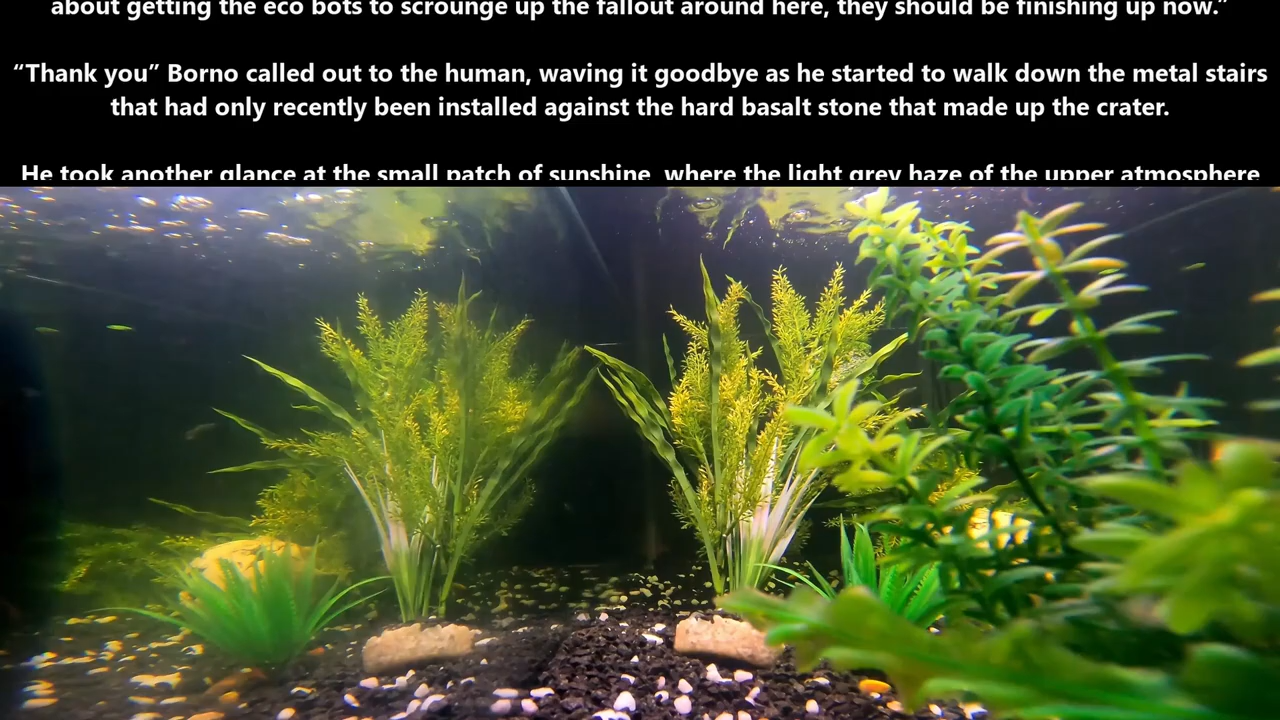 about getting the eco bots to scrounge up the fallout around here, they should be finishing up now.”
“Thank you” Borno called out to the human, waving it goodbye as he started to walk down the metal stairs
that had only recently been installed against the hard basalt stone that made up the crater.
He took another glance at the small patch of sunshine, where the light grey haze of the upper atmosphere